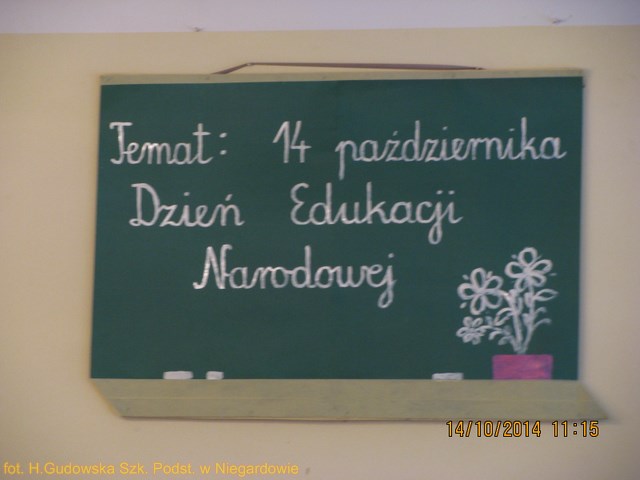 Temat: 14 października
Dzień Edukacji
Narodowej
14/10/2014 11:15
fot. H.Gudowska Szk. Podst. w Niegardowie